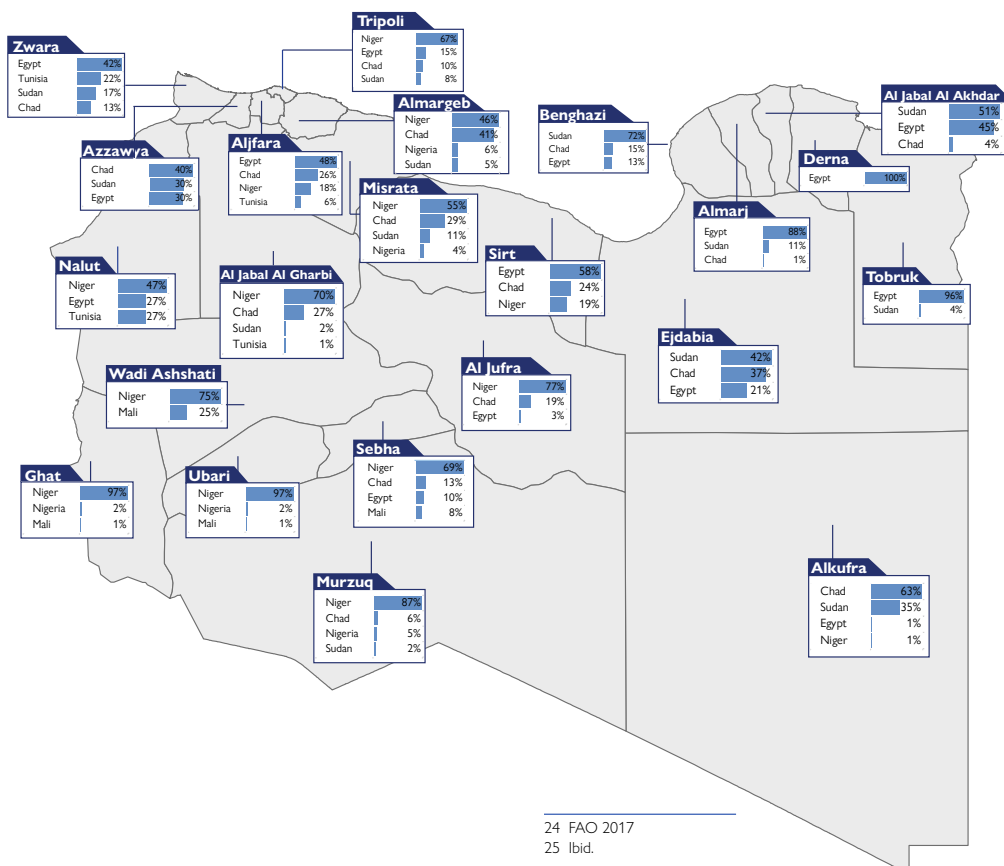 Tripoli
Niger 67%
Egypt 15%
Chad 10%
Sudan 8%
Zwara
Egypt 42%
Tunisia 22%
Sudan 17%
Chad 13%
Almargeb
Niger 46%
Chad 41%
Nigeria 6%
Sudan 5%
Benghazi
Sudan 72%
Chad 15%
Egypt 13%
Al Jabal Al Akhdar
Sudan 51%
Egypt 45%
Chad 4%
Azzawya
Chad 40%
Sudan 30%
Egypt 30%
Aljfara
Egypt 48%
Chad 26%
Niger 18%
Tunisia 6%
Derna
Egypt 100%
Misrata
Niger 55%
Chad 29%
Sudan 11%
Nigeria 4%
Almari
Egypt 88%
Sudan 11%
Chad 1%
Nalut
Niger 47%
Egypt 27%
Tunisia 27%
Al Jabal Al Gharbi
Niger 70%
Chad 27%
Sudan 2%
Tunisia 1%
Sirt
Egypt 58%
Chad 24%
Niger 19%
Tobruk
Egypt 96%
Sudan 4%
Ejdabia
Sudan 42%
Chad 37%
Egypt 21%
Wadi Ashshati
Niger 75%
Mali 25%
Al Jufra
Niger 77%
Chad 19%
Egypt 3%
Sebha
Niger 69%
Chad 13%
Egypt 10%
Mali 8%
Ghat
Niger 97%
Nigeria 2%
Mali 1%
Ubari
Niger 97%
Nigeria 2%
Mali 1%
Murzuq
Niger 87%
Chad 6%
Nigeria 5%
Sudan 2%
Alkufra
Chad 63%
Sudan 35%
Egypt 1%
Niger 1%
24 FAO 2017
25 Ibid.